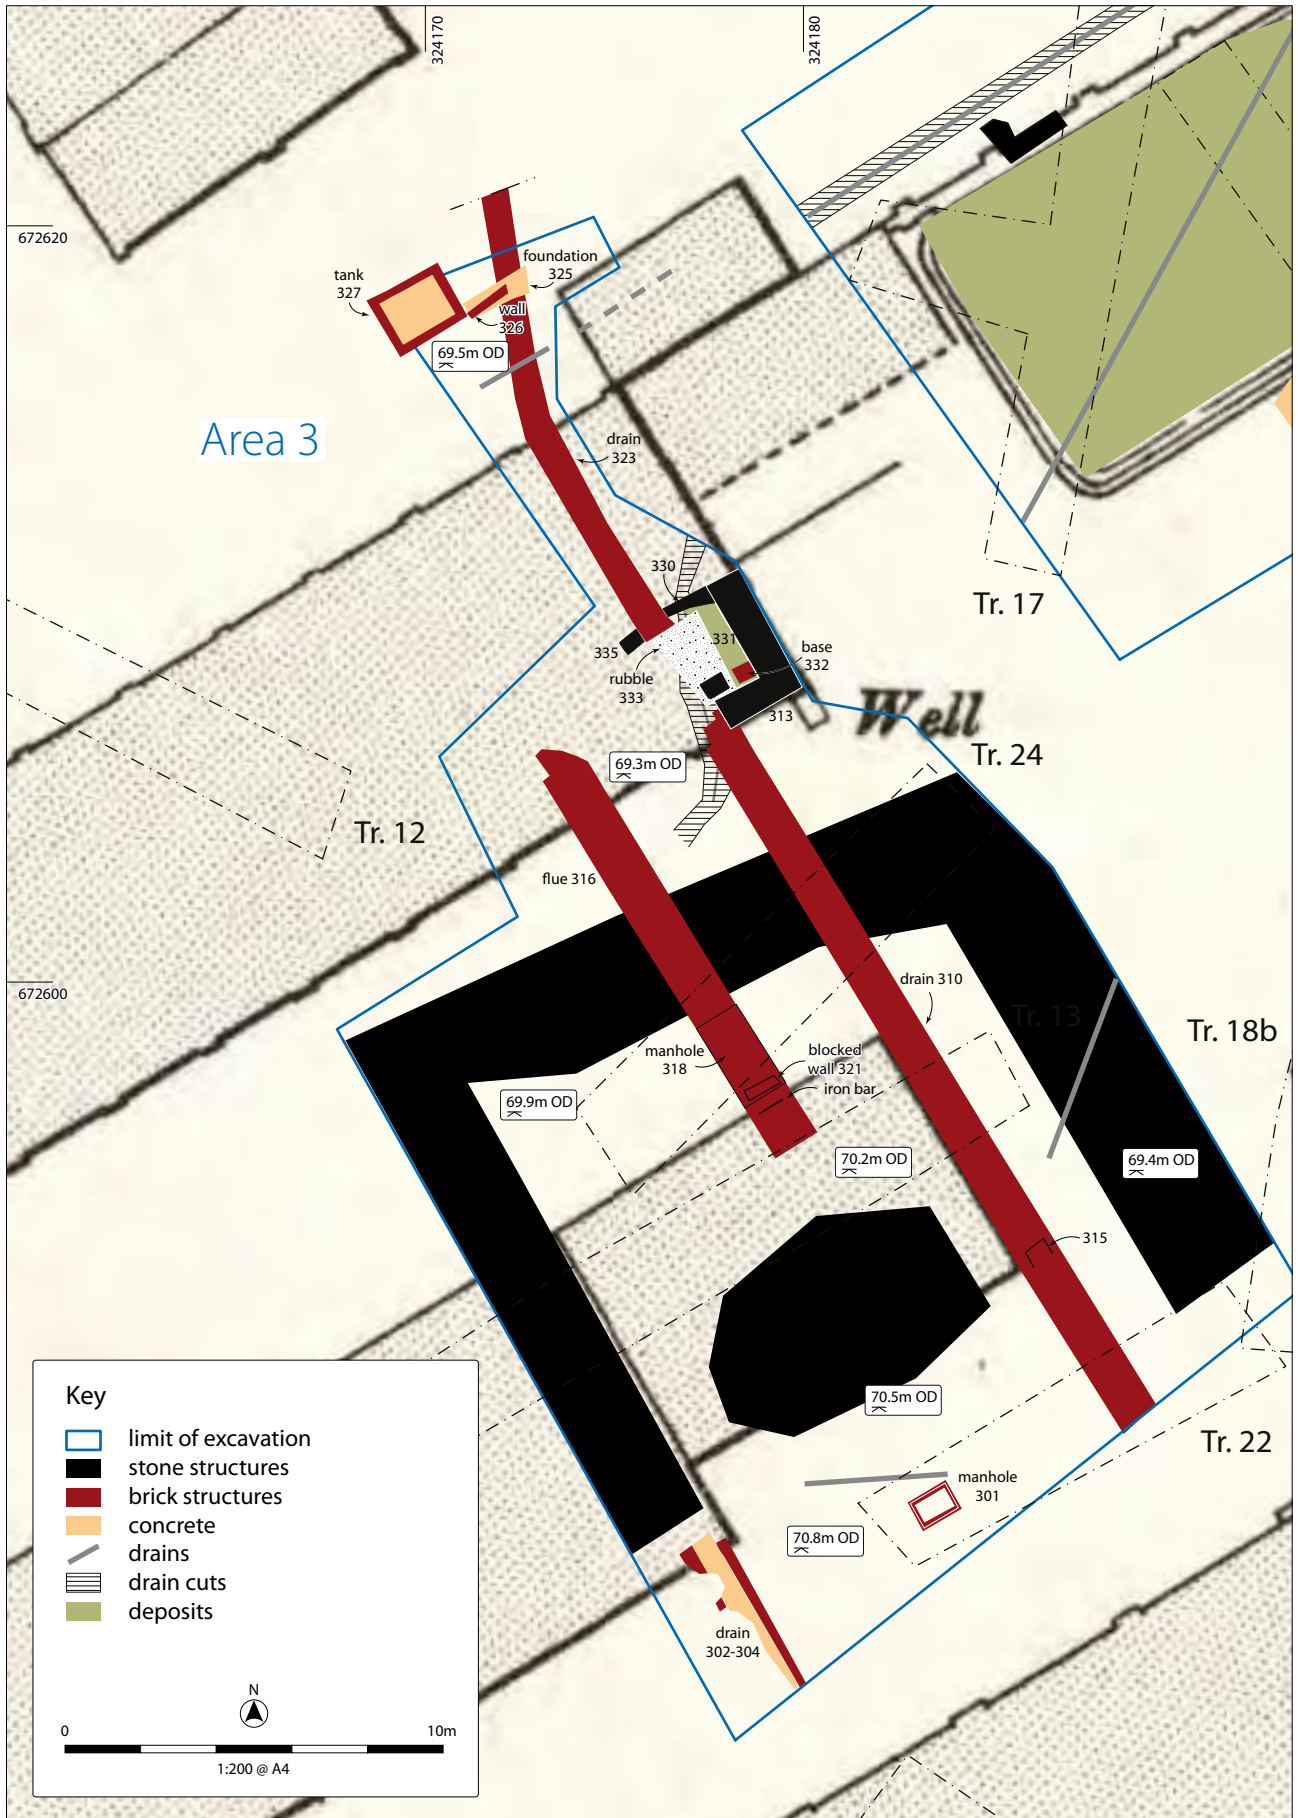 324170
324180
672620
tank
327
foundation
325
wall
326
69.5m OD
Area 3
drain
323
Tr. 17
330
331
335
base
332
rubble
333
313
Well
69.3m OD
Tr. 24
Tr. 12
flue 316
672600
drain 310
Tr. 13
Tr. 18b
manhole
318
blocked
wall 321
iron bar
69.9m OD
70.2m OD
69.4m OD
315
70.5m OD
Tr. 22
manhole
301
70.8m OD
drain
302-304
Key
limit of excavation
stone structures
brick structures
concrete
drains
drain cuts
deposits
N
0
10m
1:200 @ A4